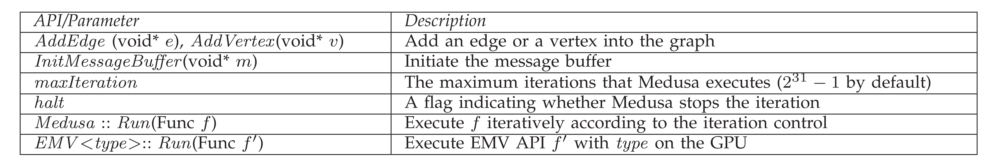 API/Parameter Description
AddEdge (void* e), AddVertex(void* v) Add an edge or a vertex into the graph
InitMessageBuffer(void* m) Initiate the message buffer
maxIteration The maximum iterations that Medusa executes (2³¹ − 1 by default)
halt A flag indicating whether Medusa stops the iteration
Medusa :: Run(Func f) Execute f iteratively according to the iteration control
EMV<type>:: Run(Func f′) Execute EMV API f′ with type on the GPU